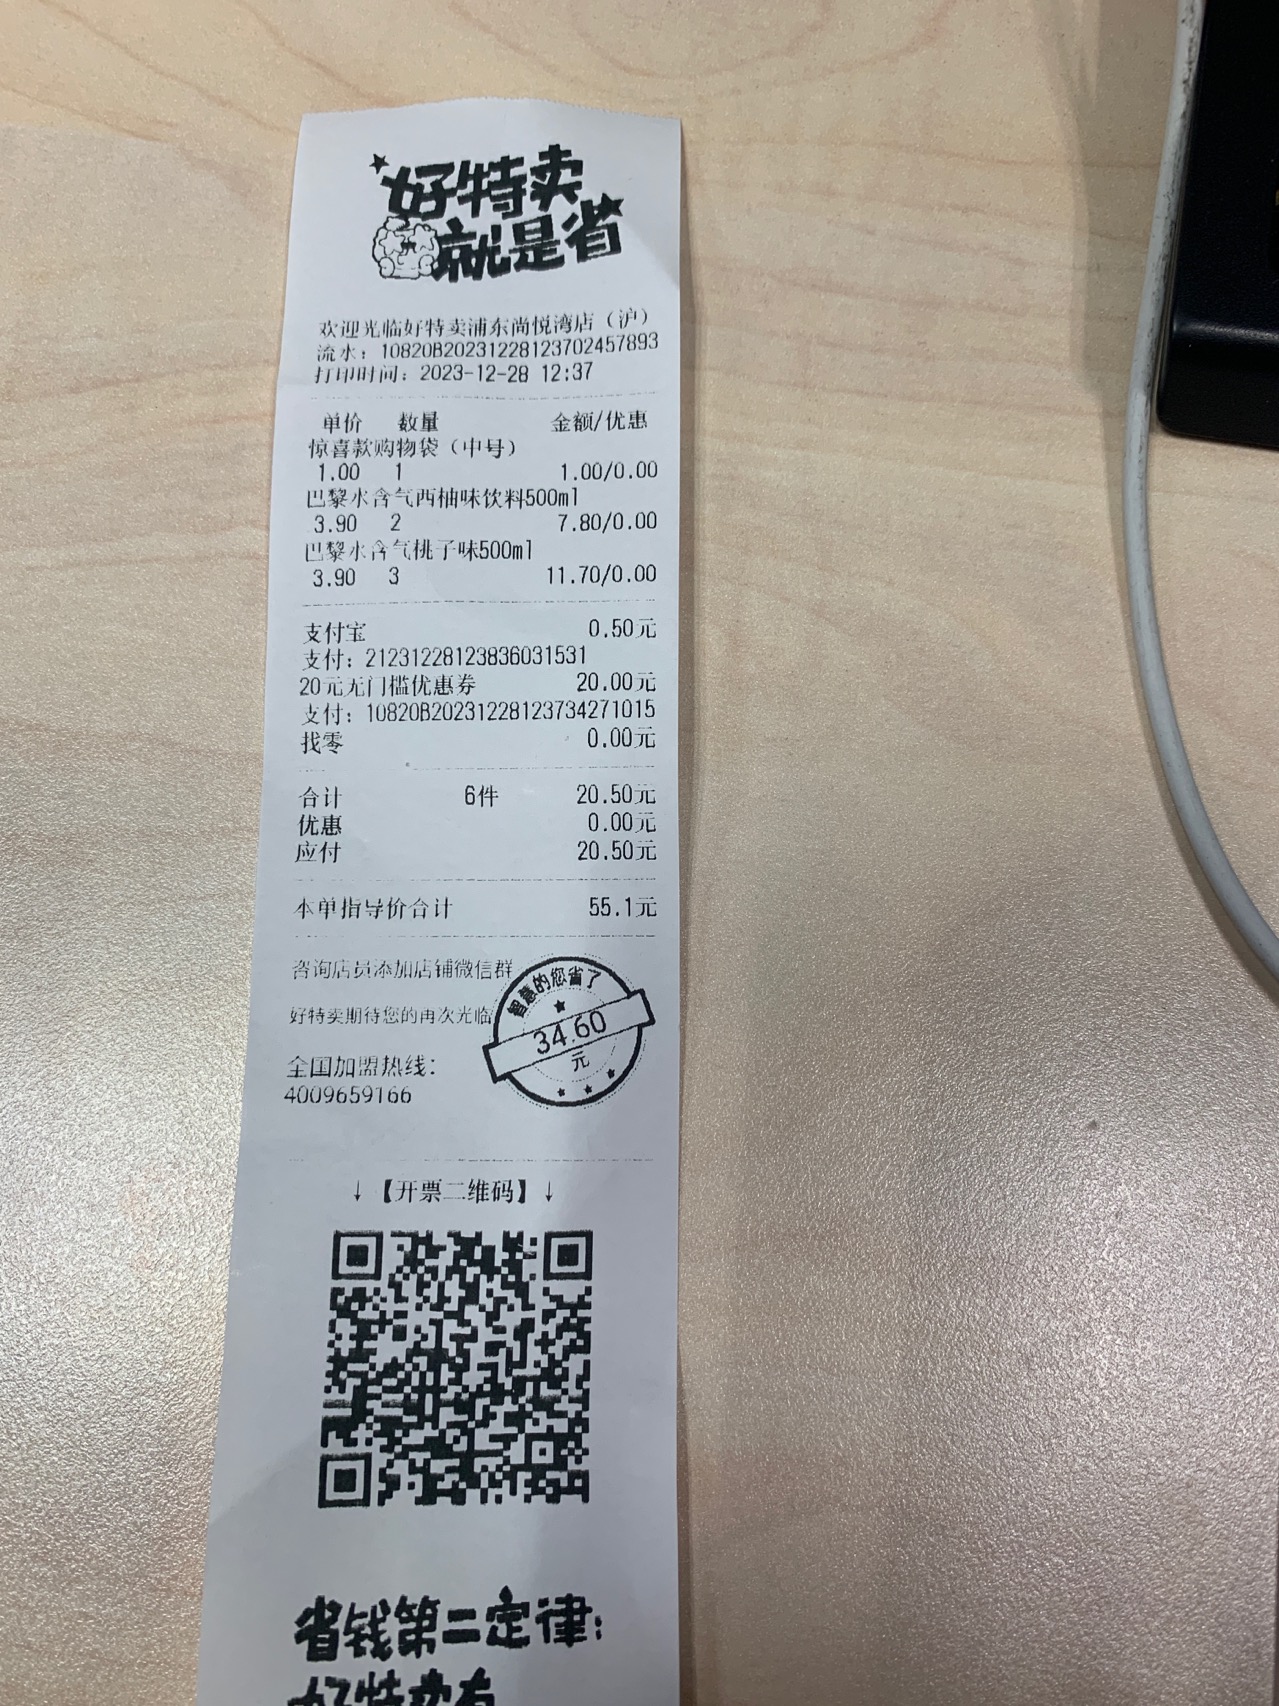 好特卖
就是省
欢迎光临好特卖浦东尚悦湾店（沪）
流水：10820B20231228123702457893
打印时间：2023-12-28 12:37
单价 数量 金额/优惠
惊喜款购物袋（中号）
1.00 1 1.00/0.00
巴黎水含气西柚味饮料500ml
3.90 2 7.80/0.00
巴黎水含气桃子味500ml
3.90 3 11.70/0.00
支付宝 0.50元
支付：21231228123836031531
20元无门槛优惠券 20.00元
支付：10820B20231228123734271015
找零 0.00元
合计 6件 20.50元
优惠 0.00元
应付 20.50元
本单指导价合计 55.1元
咨询店员添加店铺微信群
好特卖期待您的再次光临
智慧的您省了
34.60
元
全国加盟热线：
4009659166
↓【开票二维码】↓
省钱第二定律：
好特卖有